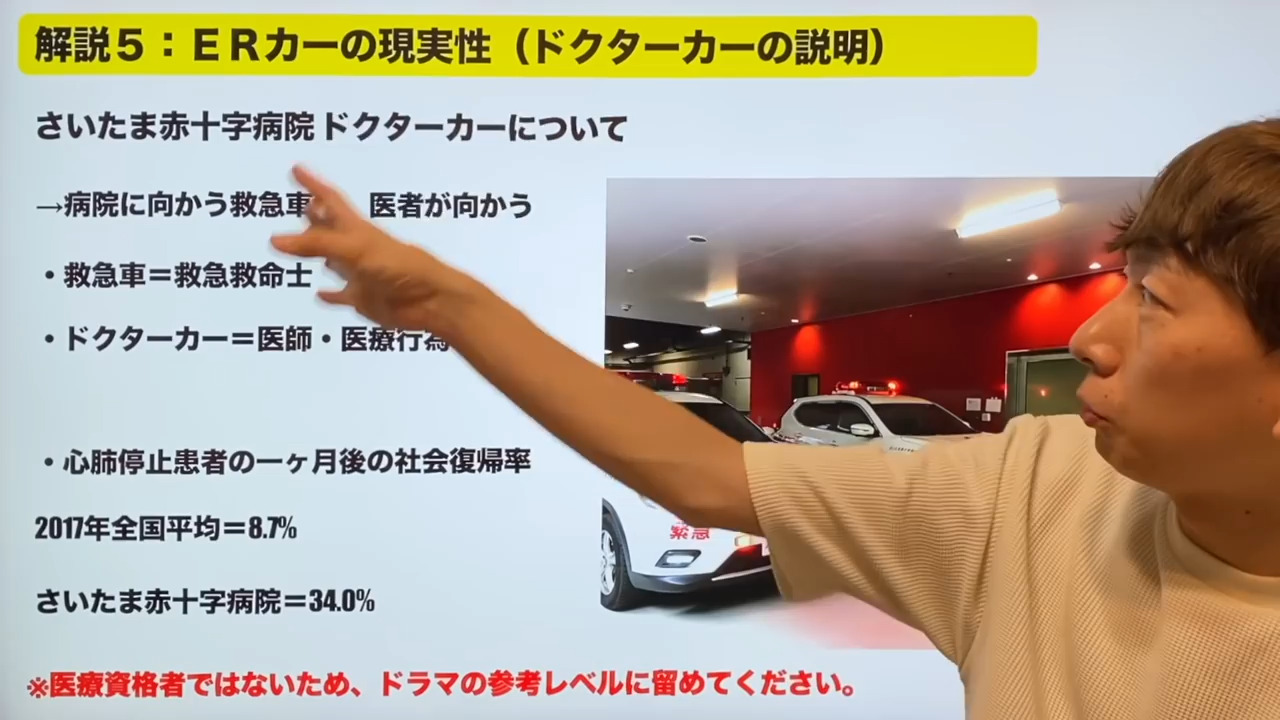 解説5:ERカーの現実性(ドクターカーの説明)
さいたま赤十字病院ドクターカーについて
→病院に向かう救急車 医者が向かう
・救急車=救急救命士
・ドクターカー=医師・医療行為
・心肺停止患者の一ヶ月後の社会復帰率
2017年全国平均=8.7%
さいたま赤十字病院=34.0%
緊急
※医療資格者ではないため、ドラマの参考レベルに留めてください。